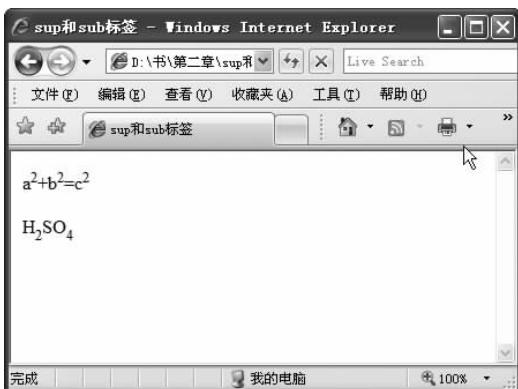 sup和sub标签 - Windows Internet Explorer
D:\书\第二章\sup和 Live Search
文件(F) 编辑(E) 查看(V) 收藏夹(A) 工具(T) 帮助(H)
sup和sub标签 »
a²+b²=c²
H₂SO₄
完成 我的电脑 100%